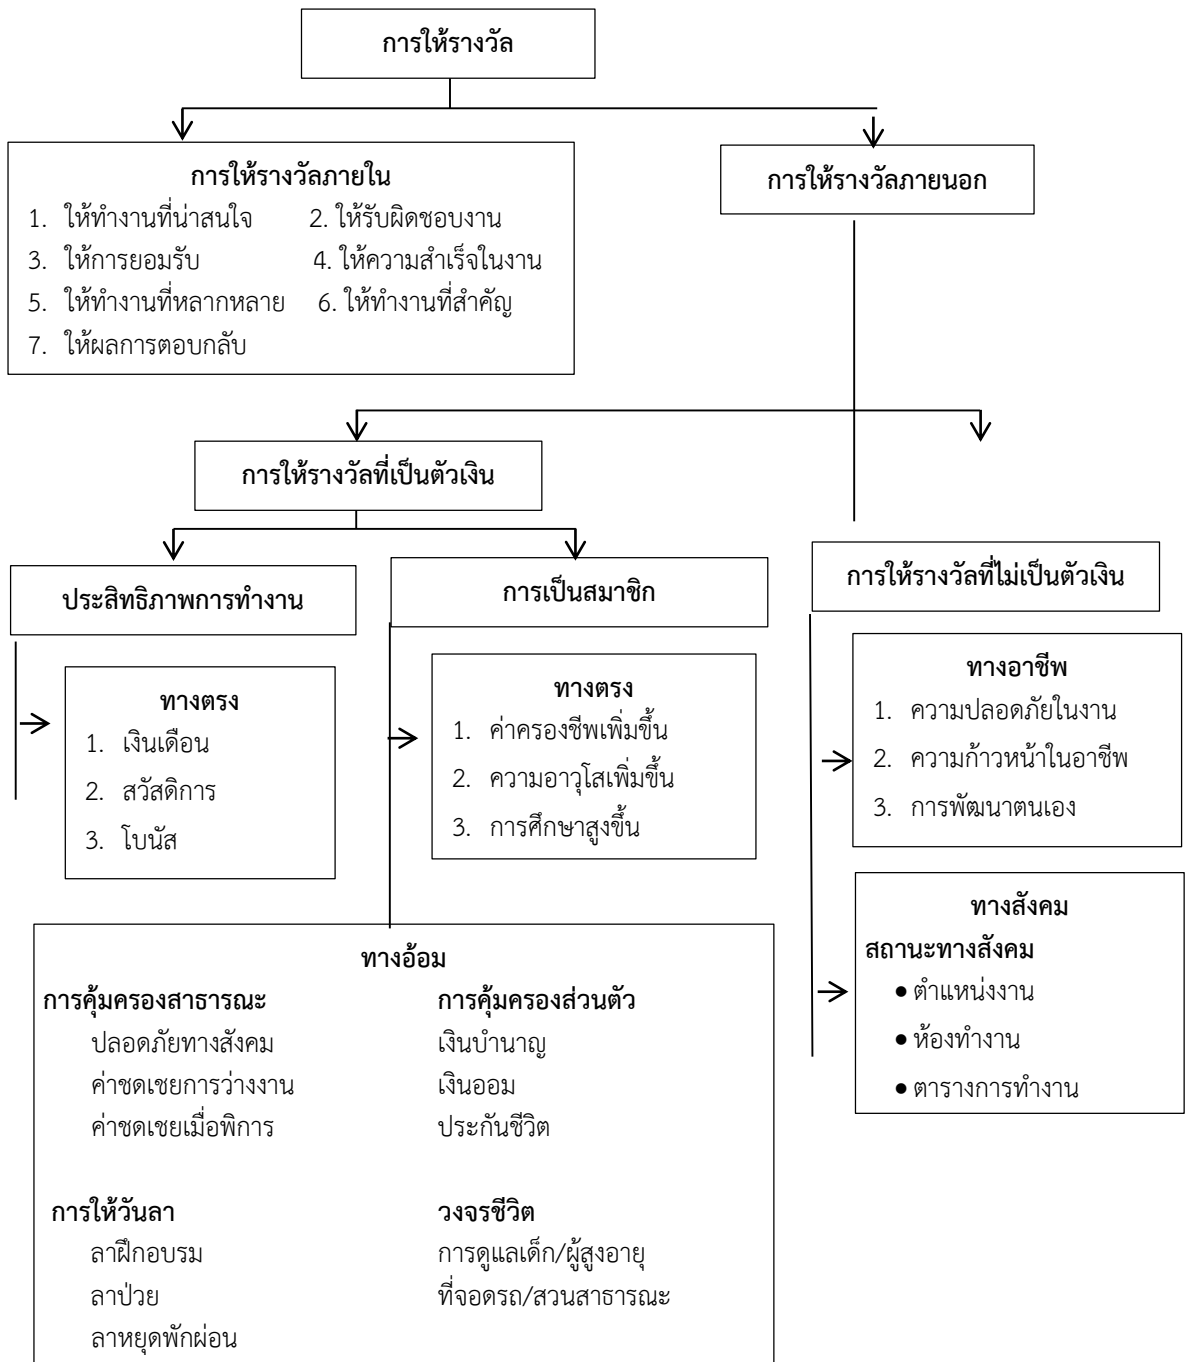 การให้รางวัล
การให้รางวัลภายใน
1. ให้ทำงานที่น่าสนใจ 2. ให้รับผิดชอบงาน
3. ให้การยอมรับ 4. ให้ความสำเร็จในงาน
5. ให้ทำงานที่หลากหลาย 6. ให้ทำงานที่สำคัญ
7. ให้ผลการตอบกลับ
การให้รางวัลภายนอก
การให้รางวัลที่เป็นตัวเงิน
ประสิทธิภาพการทำงาน
ทางตรง
1. เงินเดือน
2. สวัสดิการ
3. โบนัส
การเป็นสมาชิก
ทางตรง
1. ค่าครองชีพเพิ่มขึ้น
2. ความอาวุโสเพิ่มขึ้น
3. การศึกษาสูงขึ้น
ทางอ้อม
การคุ้มครองสาธารณะ
ปลอดภัยทางสังคม
ค่าชดเชยการว่างงาน
ค่าชดเชยเมื่อพิการ
การคุ้มครองส่วนตัว
เงินบำนาญ
เงินออม
ประกันชีวิต
การให้วันลา
ลาฝึกอบรม
ลาป่วย
ลาหยุดพักผ่อน
วงจรชีวิต
การดูแลเด็ก/ผู้สูงอายุ
ที่จอดรถ/สวนสาธารณะ
การให้รางวัลที่ไม่เป็นตัวเงิน
ทางอาชีพ
1. ความปลอดภัยในงาน
2. ความก้าวหน้าในอาชีพ
3. การพัฒนาตนเอง
ทางสังคม
สถานะทางสังคม
• ตำแหน่งงาน
• ห้องทำงาน
• ตารางการทำงาน